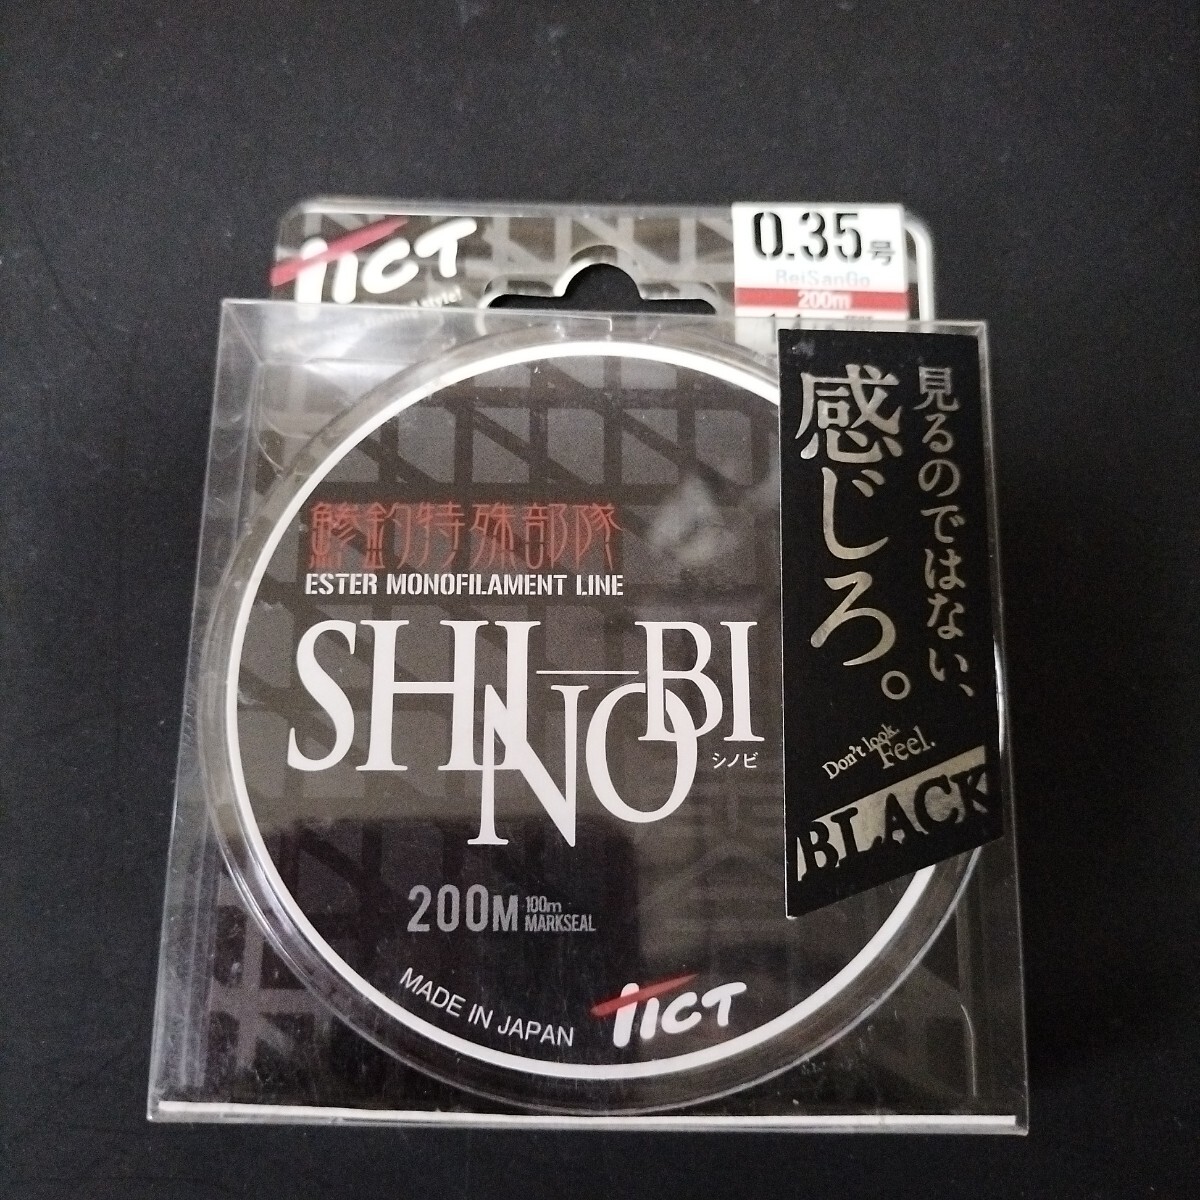 TICT
0.35号
ReiSanGo
200m
見るのではない、
感じろ。
Don't look
Feel.
BLACK
鯵釣特殊部隊
ESTER MONOFILAMENT LINE
SHINOBI
シノビ
200M
100m
MARKSEAL
MADE IN JAPAN
TICT